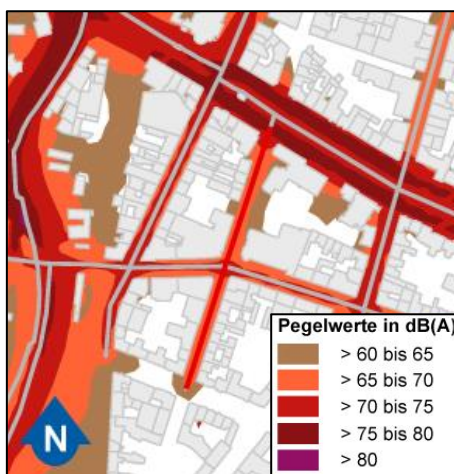 Pegelwerte in dB(A)
> 60 bis 65
> 65 bis 70
> 70 bis 75
> 75 bis 80
> 80
N